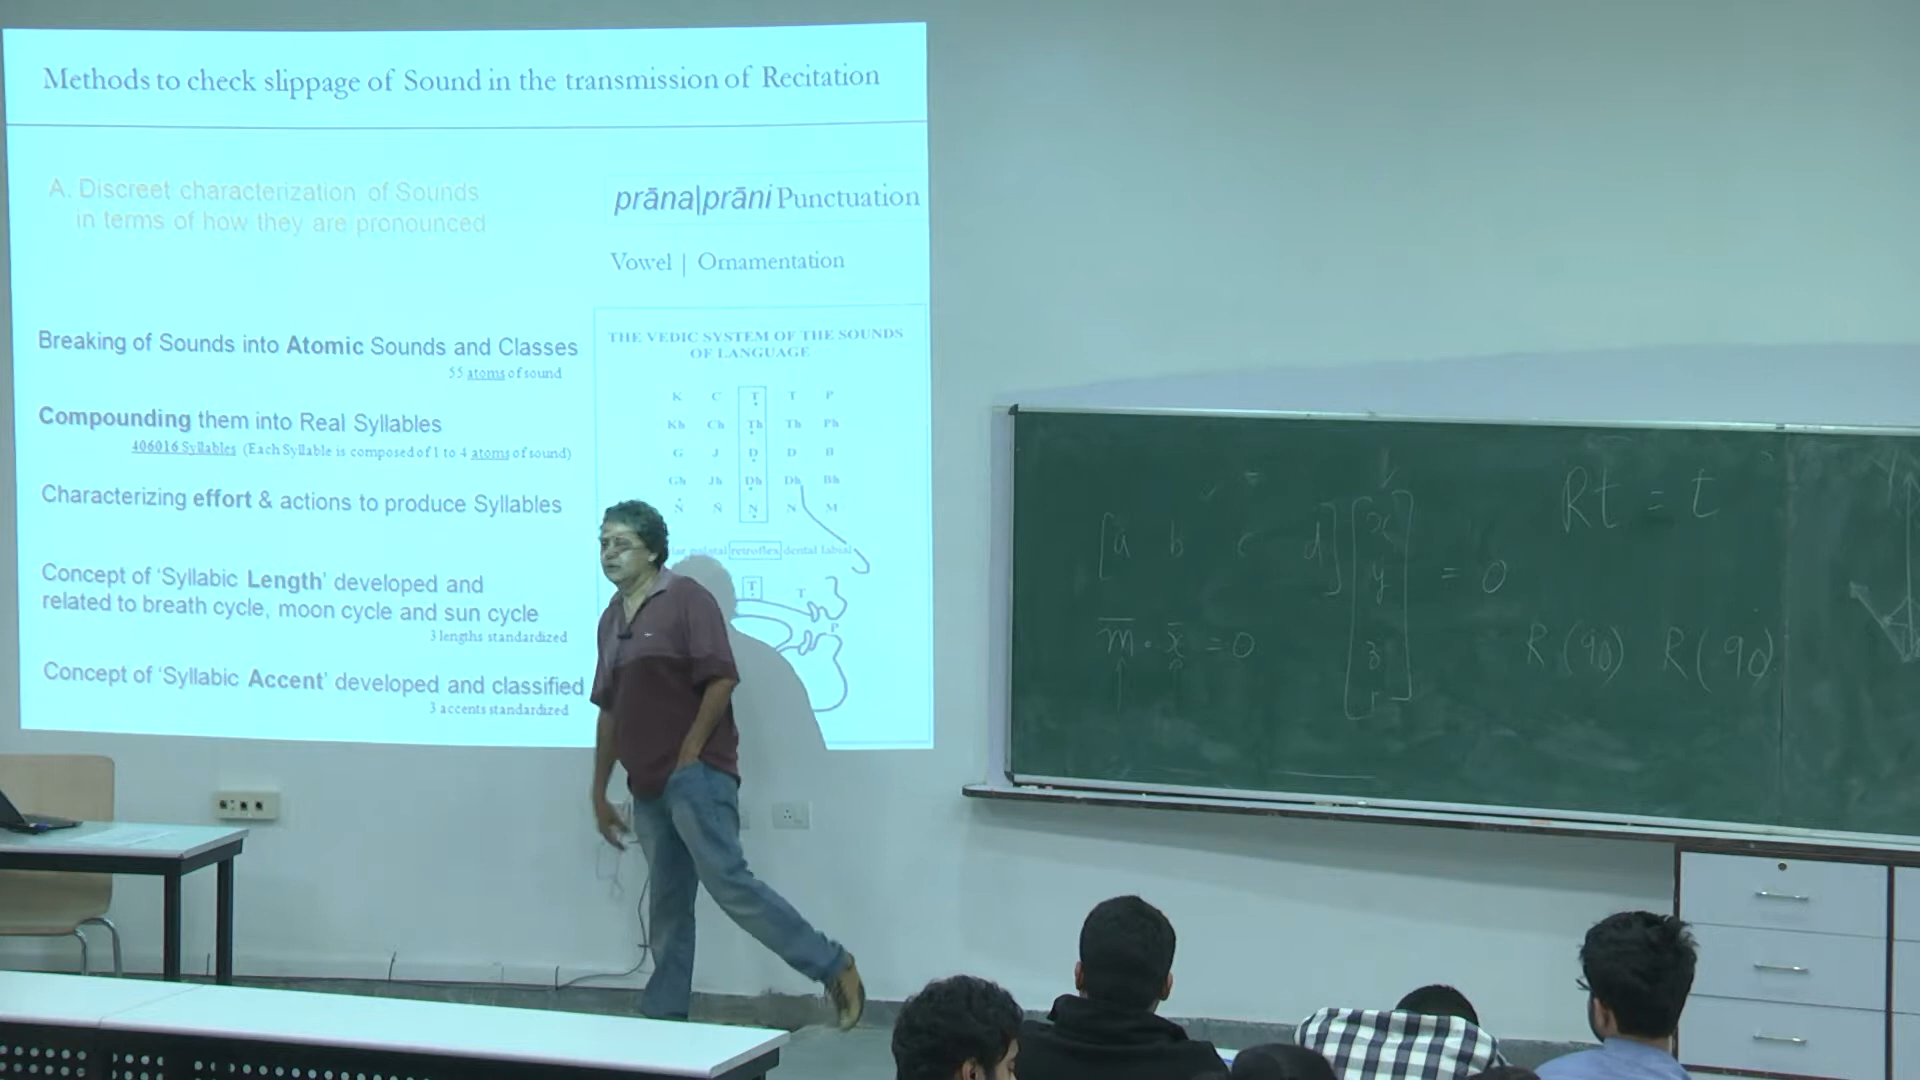 Methods to check slippage of Sound in the transmission of Recitation
A. Discreet characterization of Sounds
in terms of how they are pronounced
prāna|prāni Punctuation
Vowel | Ornamentation
Breaking of Sounds into Atomic Sounds and Classes
55 atoms of sound
Compounding them into Real Syllables
406016 Syllables (Each Syllable is composed of 1 to 4 atoms of sound)
Characterizing effort & actions to produce Syllables
Concept of ‘Syllabic Length’ developed and
related to breath cycle, moon cycle and sun cycle
3 lengths standardized
Concept of ‘Syllabic Accent’ developed and classified
3 accents standardized
THE VEDIC SYSTEM OF THE SOUNDS
OF LANGUAGE
K C Ṭ T P
Kh Ch Ṭh Th Ph
G J Ḍ D B
Gh Jh Ḍh Dh Bh
Ṅ Ñ Ṇ N M
palatal retroflex dental labial
Ṭ T
P
[a b c d] [x
y
z
r] = 0
m̄ · x̄ = 0
Rt = t
R(90) R(90)
Y